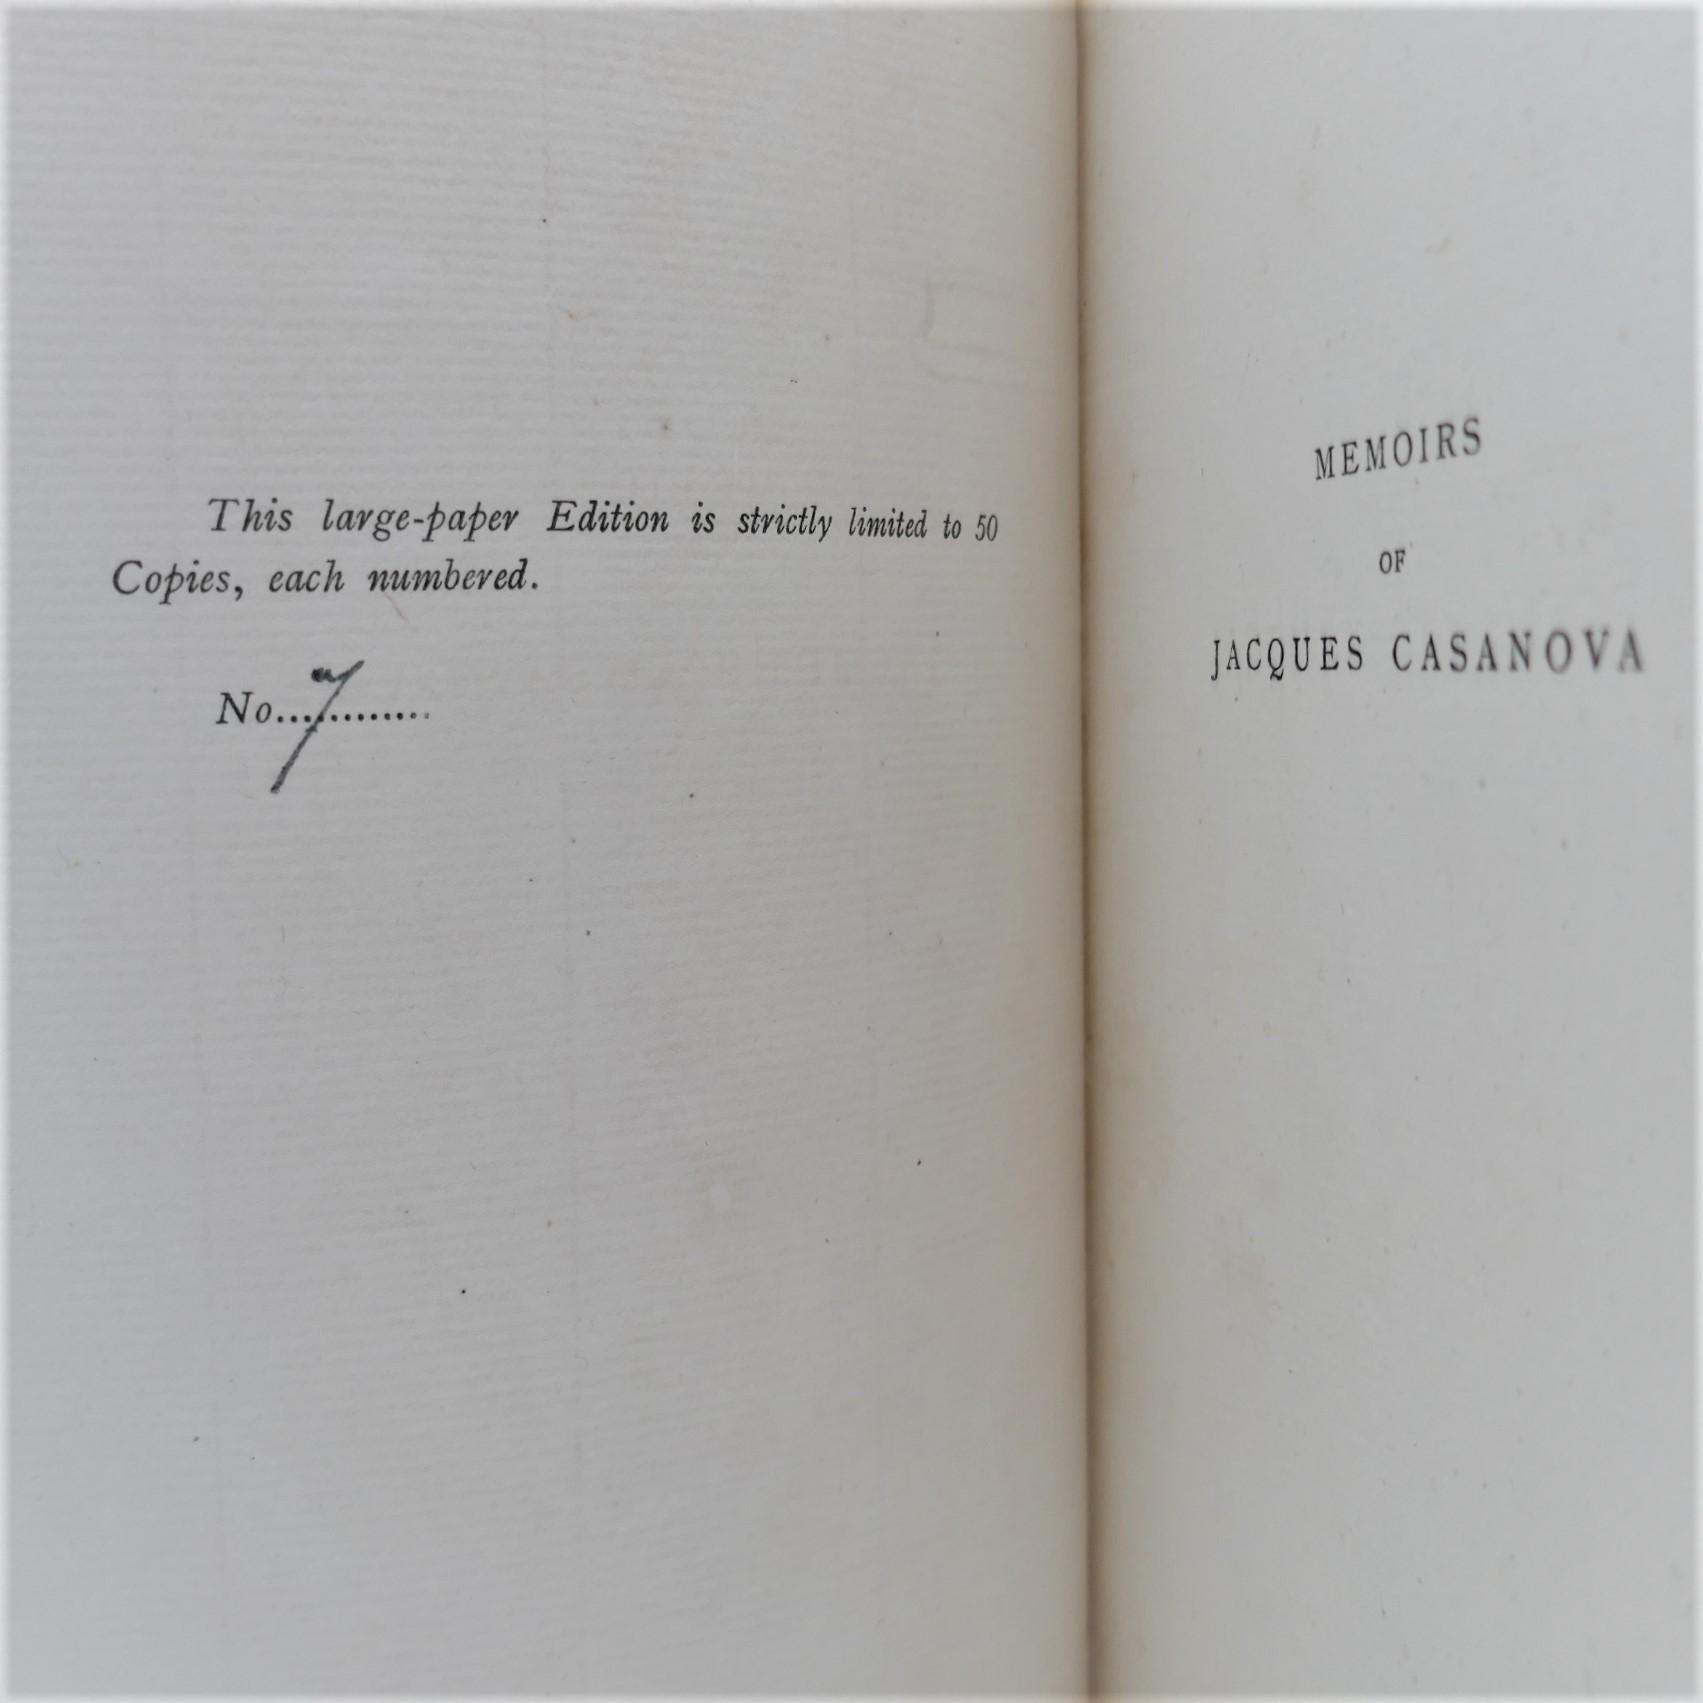 This large-paper Edition is strictly limited to 50
Copies, each numbered.
No.............7
MEMOIRS
OF
JACQUES CASANOVA